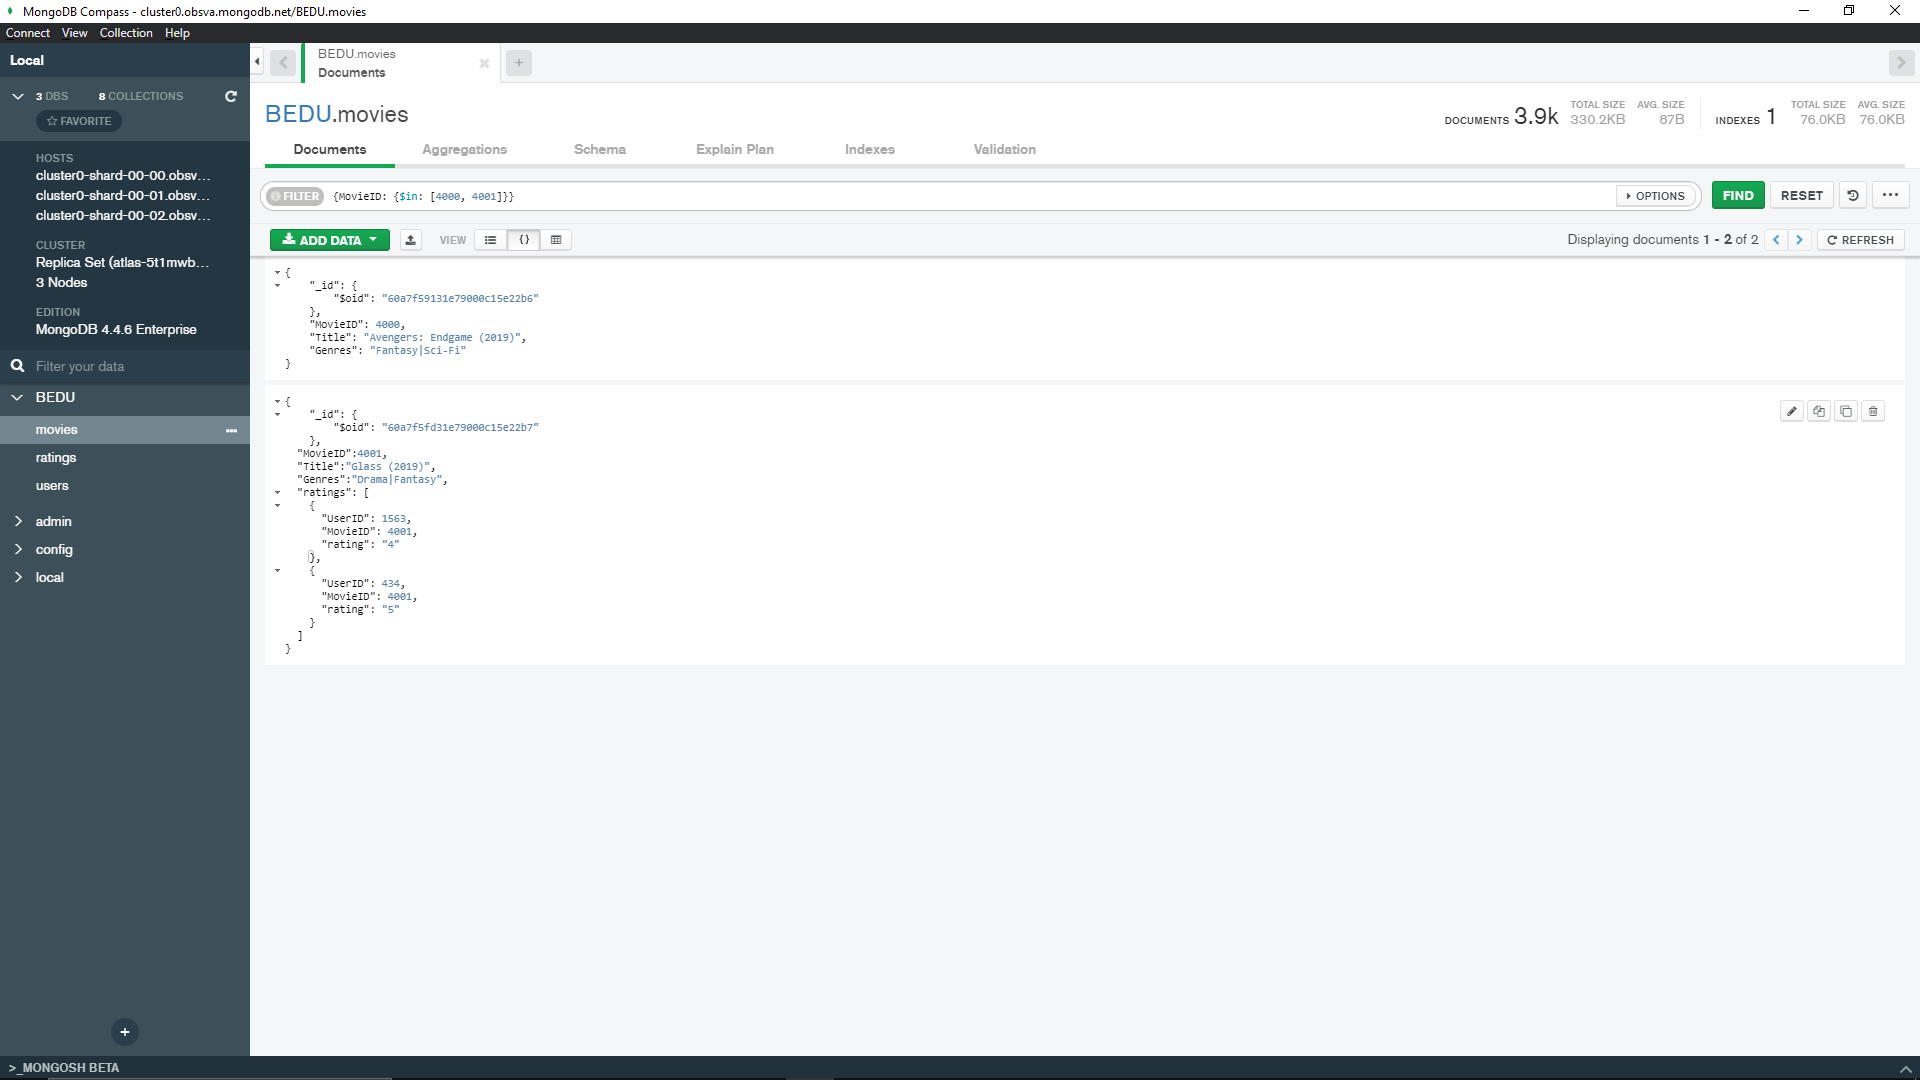 MongoDB Compass - cluster0.obsva.mongodb.net/BEDU.movies
Connect View Collection Help
Local
3 DBS 8 COLLECTIONS
FAVORITE
HOSTS
cluster0-shard-00-00.obsv...
cluster0-shard-00-01.obsv...
cluster0-shard-00-02.obsv...
CLUSTER
Replica Set (atlas-5t1mwb...
3 Nodes
EDITION
MongoDB 4.4.6 Enterprise
Filter your data
BEDU
movies
ratings
users
admin
config
local
>_MONGOSH BETA
BEDU.movies
Documents
BEDU.movies
DOCUMENTS 3.9k TOTAL SIZE 330.2KB AVG. SIZE 87B INDEXES 1 TOTAL SIZE 76.0KB AVG. SIZE 76.0KB
Documents Aggregations Schema Explain Plan Indexes Validation
FILTER {MovieID: {$in: [4000, 4001]}} OPTIONS FIND RESET
ADD DATA VIEW {} Displaying documents 1 - 2 of 2 REFRESH
{
"_id": {
"$oid": "60a7f59131e79000c15e22b6"
},
"MovieID": 4000,
"Title": "Avengers: Endgame (2019)",
"Genres": "Fantasy|Sci-Fi"
}
{
"_id": {
"$oid": "60a7f5fd31e79000c15e22b7"
},
"MovieID":4001,
"Title":"Glass (2019)",
"Genres":"Drama|Fantasy",
"ratings": [
{
"UserID": 1563,
"MovieID": 4001,
"rating": "4"
},
{
"UserID": 434,
"MovieID": 4001,
"rating": "5"
}
]
}